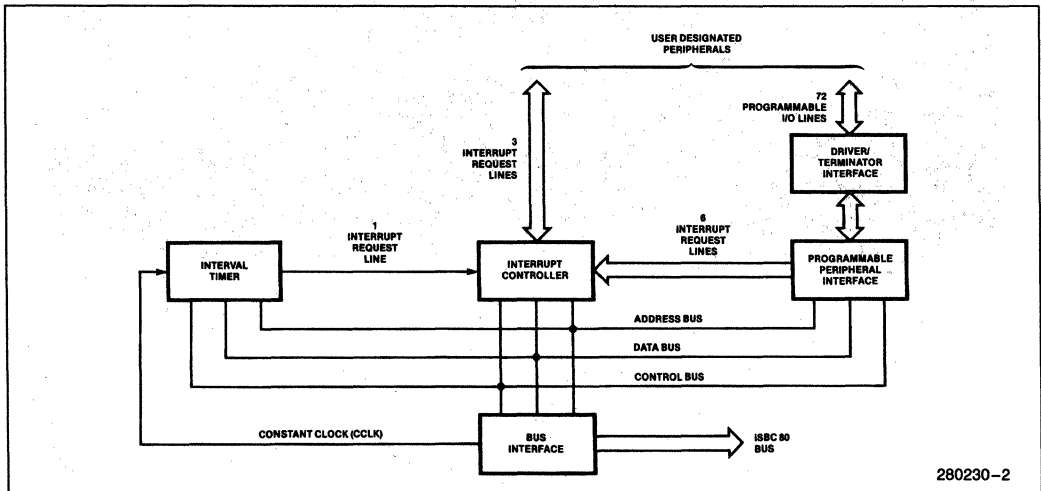 USER DESIGNATED
PERIPHERALS
72
PROGRAMMABLE
I/O LINES
3
INTERRUPT
REQUEST
LINES
DRIVER/
TERMINATOR
INTERFACE
1
INTERRUPT
REQUEST
LINE
6
INTERRUPT
REQUEST
LINES
INTERVAL
TIMER
INTERRUPT
CONTROLLER
PROGRAMMABLE
PERIPHERAL
INTERFACE
ADDRESS BUS
DATA BUS
CONTROL BUS
CONSTANT CLOCK (CCLK)
BUS
INTERFACE
iSBC 80
BUS
280230–2